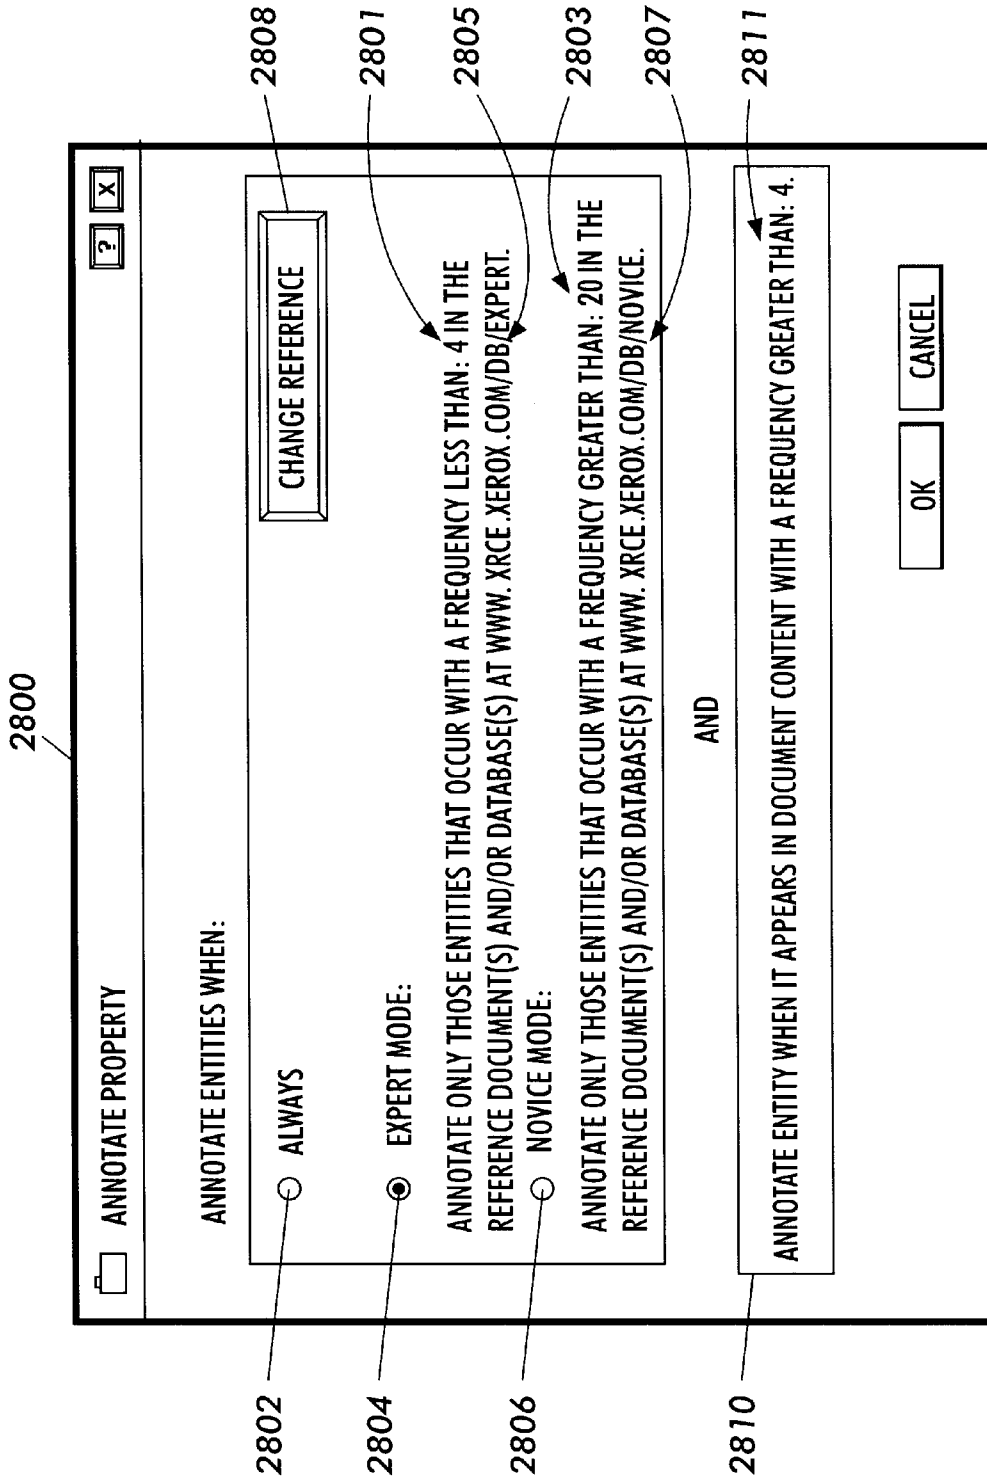 2800
ANNOTATE PROPERTY
? X
ANNOTATE ENTITIES WHEN:
2802
ALWAYS
CHANGE REFERENCE
2808
2804
EXPERT MODE:
2801
ANNOTATE ONLY THOSE ENTITIES THAT OCCUR WITH A FREQUENCY LESS THAN: 4 IN THE
REFERENCE DOCUMENT(S) AND/OR DATABASE(S) AT WWW. XRCE.XEROX.COM/DB/EXPERT.
2805
2806
NOVICE MODE:
2803
ANNOTATE ONLY THOSE ENTITIES THAT OCCUR WITH A FREQUENCY GREATER THAN: 20 IN THE
REFERENCE DOCUMENT(S) AND/OR DATABASE(S) AT WWW. XRCE.XEROX.COM/DB/NOVICE.
2807
AND
2810
ANNOTATE ENTITY WHEN IT APPEARS IN DOCUMENT CONTENT WITH A FREQUENCY GREATER THAN: 4.
2811
OK
CANCEL